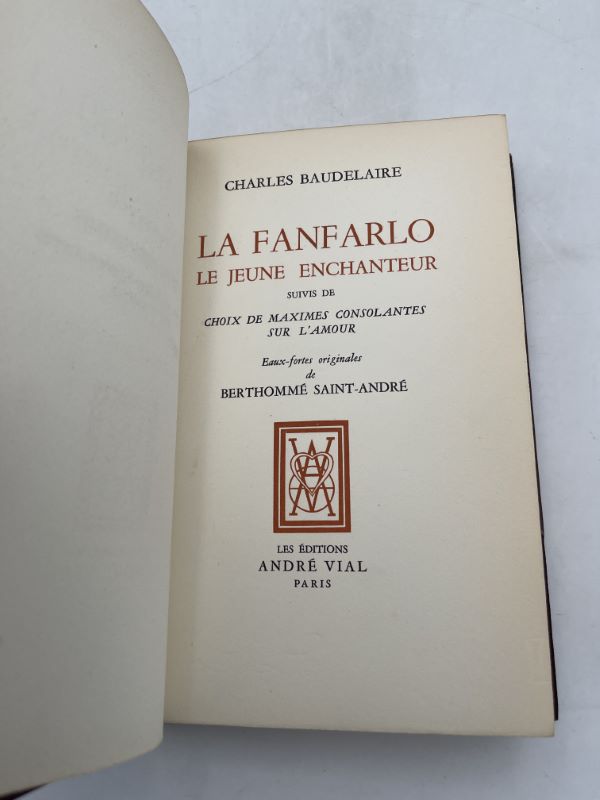 CHARLES BAUDELAIRE
LA FANFARLO
LE JEUNE ENCHANTEUR
SUIVIS DE
CHOIX DE MAXIMES CONSOLANTES
SUR L'AMOUR
Eaux-fortes originales
de
BERTHOMMÉ SAINT-ANDRÉ
LES ÉDITIONS
ANDRÉ VIAL
PARIS